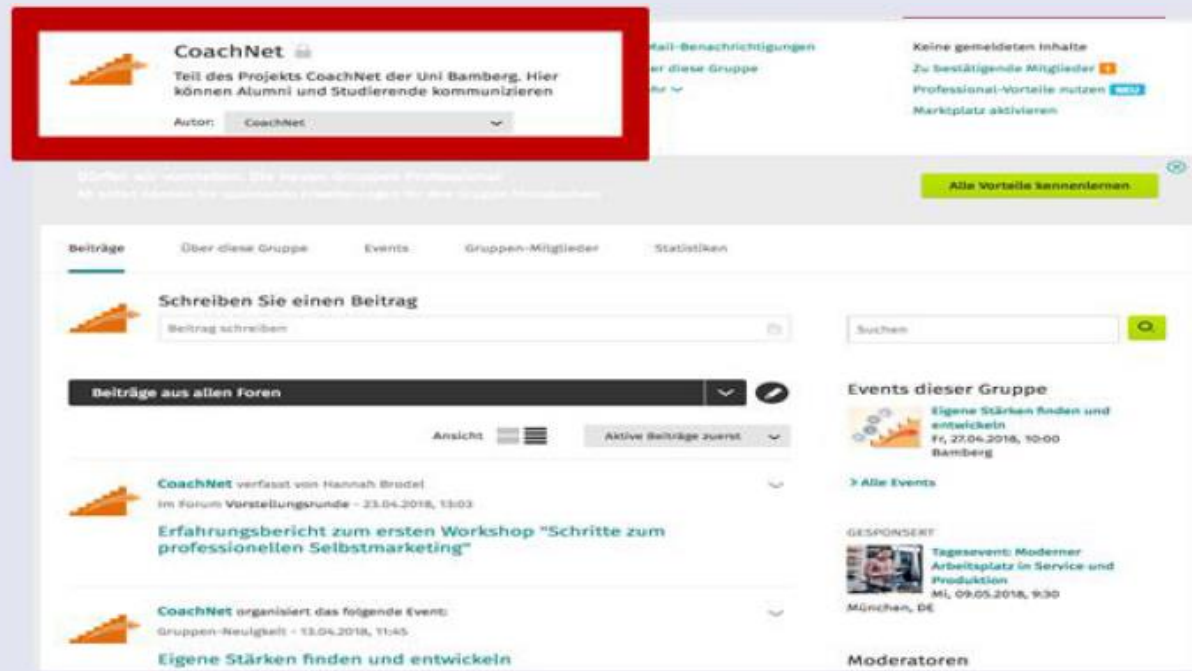 CoachNet
Teil des Projekts CoachNet der Uni Bamberg. Hier
können Alumni und Studierende kommunizieren
Autor: CoachNet
Mail-Benachrichtigungen
er diese Gruppe
Keine gemeldeten Inhalte
Zu bestätigende Mitglieder
Professional-Vorteile nutzen NEU
Marktplatz aktivieren
Alle Vorteile kennenlernen
Beiträge
Über diese Gruppe
Events
Gruppen-Mitglieder
Statistiken
Schreiben Sie einen Beitrag
Beitrag schreiben
Beiträge aus allen Foren
Ansicht
Aktive Beiträge zuerst
CoachNet verfasst von Hannah Brodel
Im Forum Vorstellungsrunde - 23.04.2018, 13:03
Erfahrungsbericht zum ersten Workshop "Schritte zum
professionellen Selbstmarketing"
CoachNet organisiert das folgende Event:
Gruppen-Neuigkeit - 13.04.2018, 11:45
Eigene Stärken finden und entwickeln
Suchen
Events dieser Gruppe
Eigene Stärken finden und
entwickeln
Fr, 27.04.2018, 10:00
Bamberg
> Alle Events
GESPONSERT
Tagesevent: Moderner
Arbeitsplatz in Service und
Produktion
Mi, 09.05.2018, 9:30
München, DE
Moderatoren